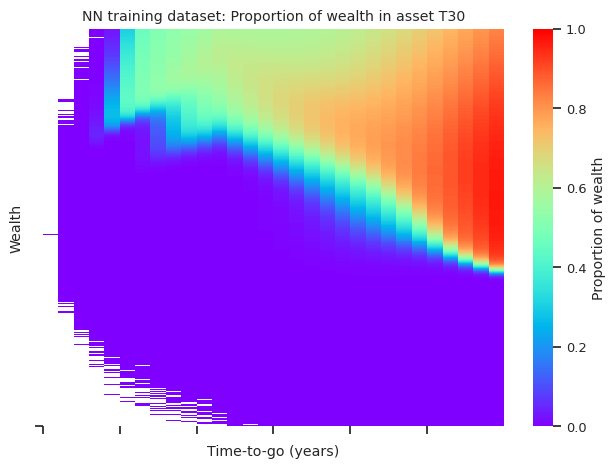 NN training dataset: Proportion of wealth in asset T30
Wealth
Time-to-go (years)
1.0
0.8
0.6
0.4
0.2
0.0
Proportion of wealth